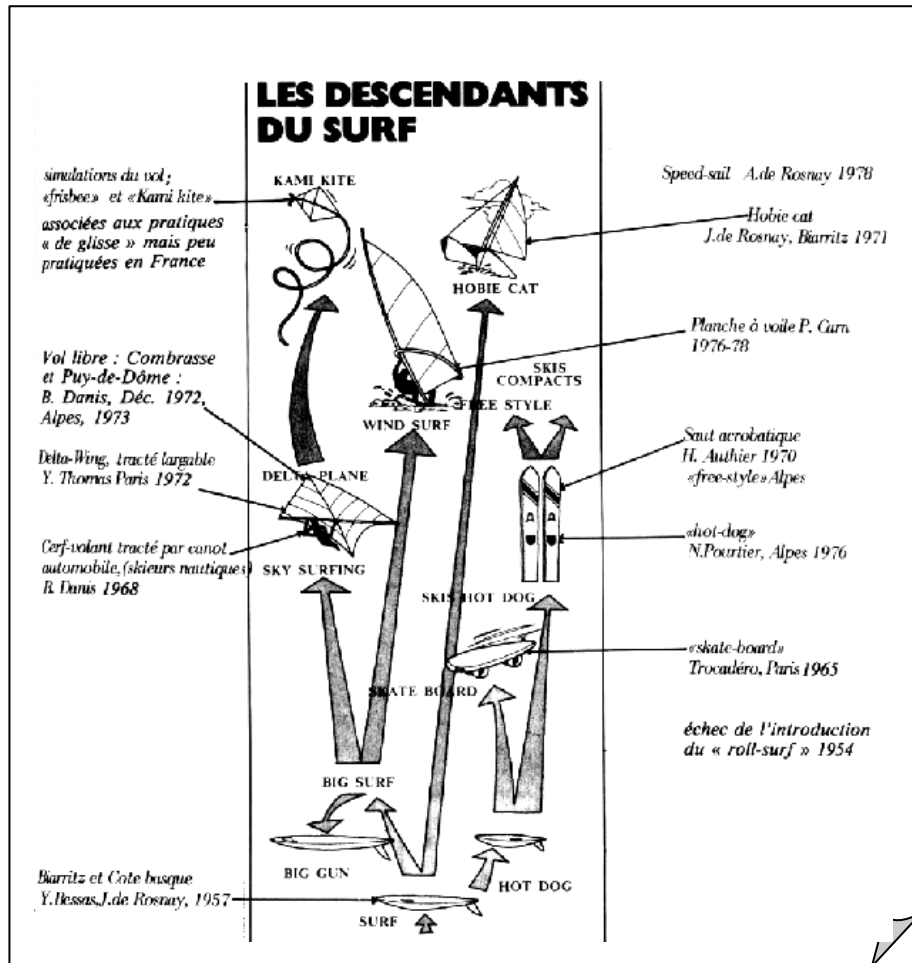 LES DESCENDANTS
DU SURF
simulations du vol;
«frisbee» et «Kami kite»
associées aux pratiques
« de glisse » mais peu
pratiquées en France
Vol libre : Combrasse
et Puy-de-Dôme :
B. Danis, Déc. 1972,
Alpes, 1973
Delta-Wing, tracté largable
Y. Thomas Paris 1972
Cerf-volant tracté par canot
automobile, (skieurs nautiques)
B. Danis 1968
Biarritz et Cote basque
Y.Bessas,J.de Rosnay, 1957
KAMI KITE
HOBIE CAT
SKIS
COMPACTS
FREE STYLE
WIND SURF
DELTA PLANE
SKY SURFING
SKIS HOT DOG
SKATE BOARD
BIG SURF
BIG GUN
HOT DOG
SURF
Speed-sail A.de Rosnay 1978
Hobie cat
J.de Rosnay, Biarritz 1971
Planche à voile P. Carn
1976-78
Saut acrobatique
H. Authier 1970
«free-style» Alpes
«hot-dog»
N.Pourtier, Alpes 1976
«skate-board»
Trocadéro, Paris 1965
échec de l'introduction
du « roll-surf » 1954